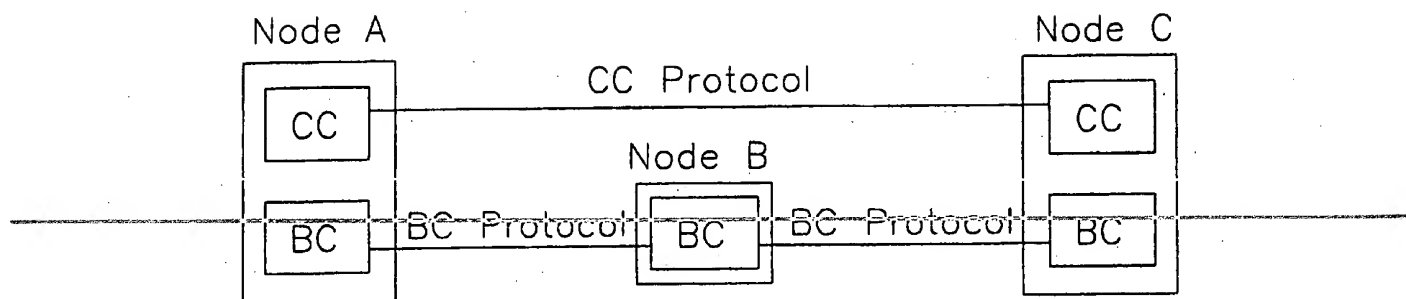 Node A
Node C
CC Protocol
CC
CC
Node B
BC
BC Protocol
BC
BC Protocol
BC